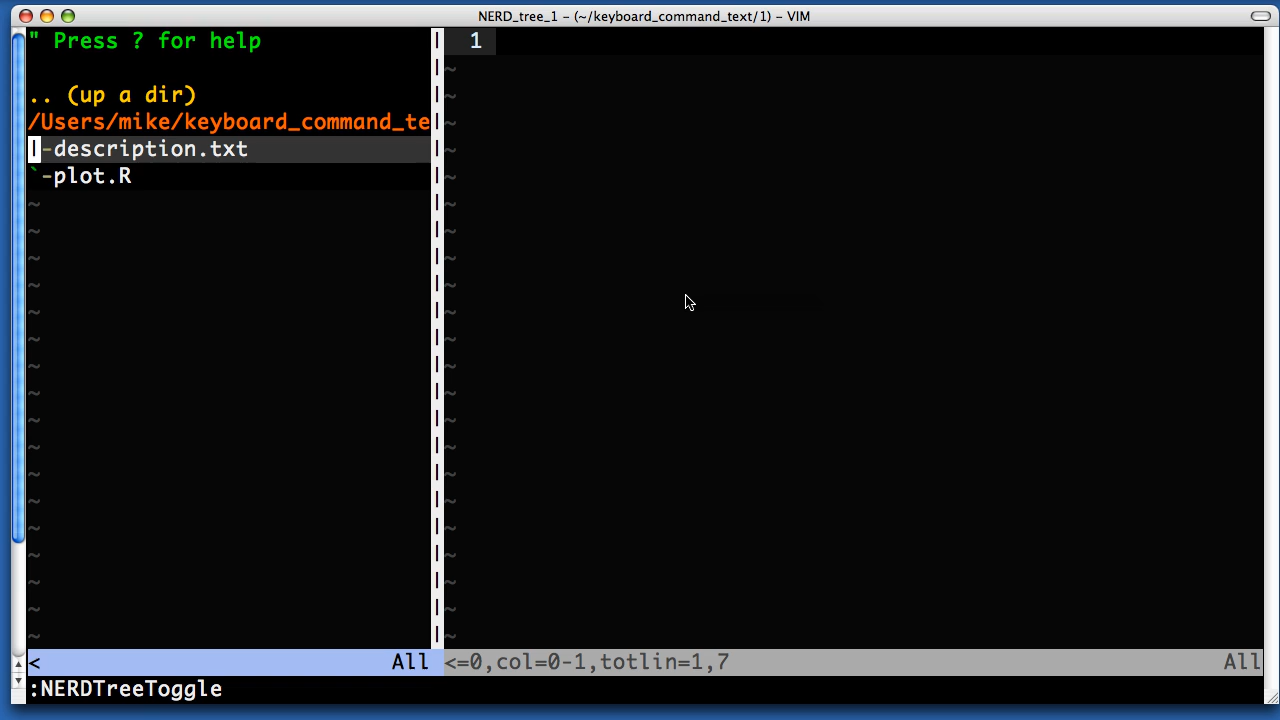 NERD_tree_1 – (~/keyboard_command_text/1) – VIM
" Press ? for help
.. (up a dir)
/Users/mike/keyboard_command_te
|-description.txt
`-plot.R
1
< All
<=0,col=0-1,totlin=1,7 All
:NERDTreeToggle